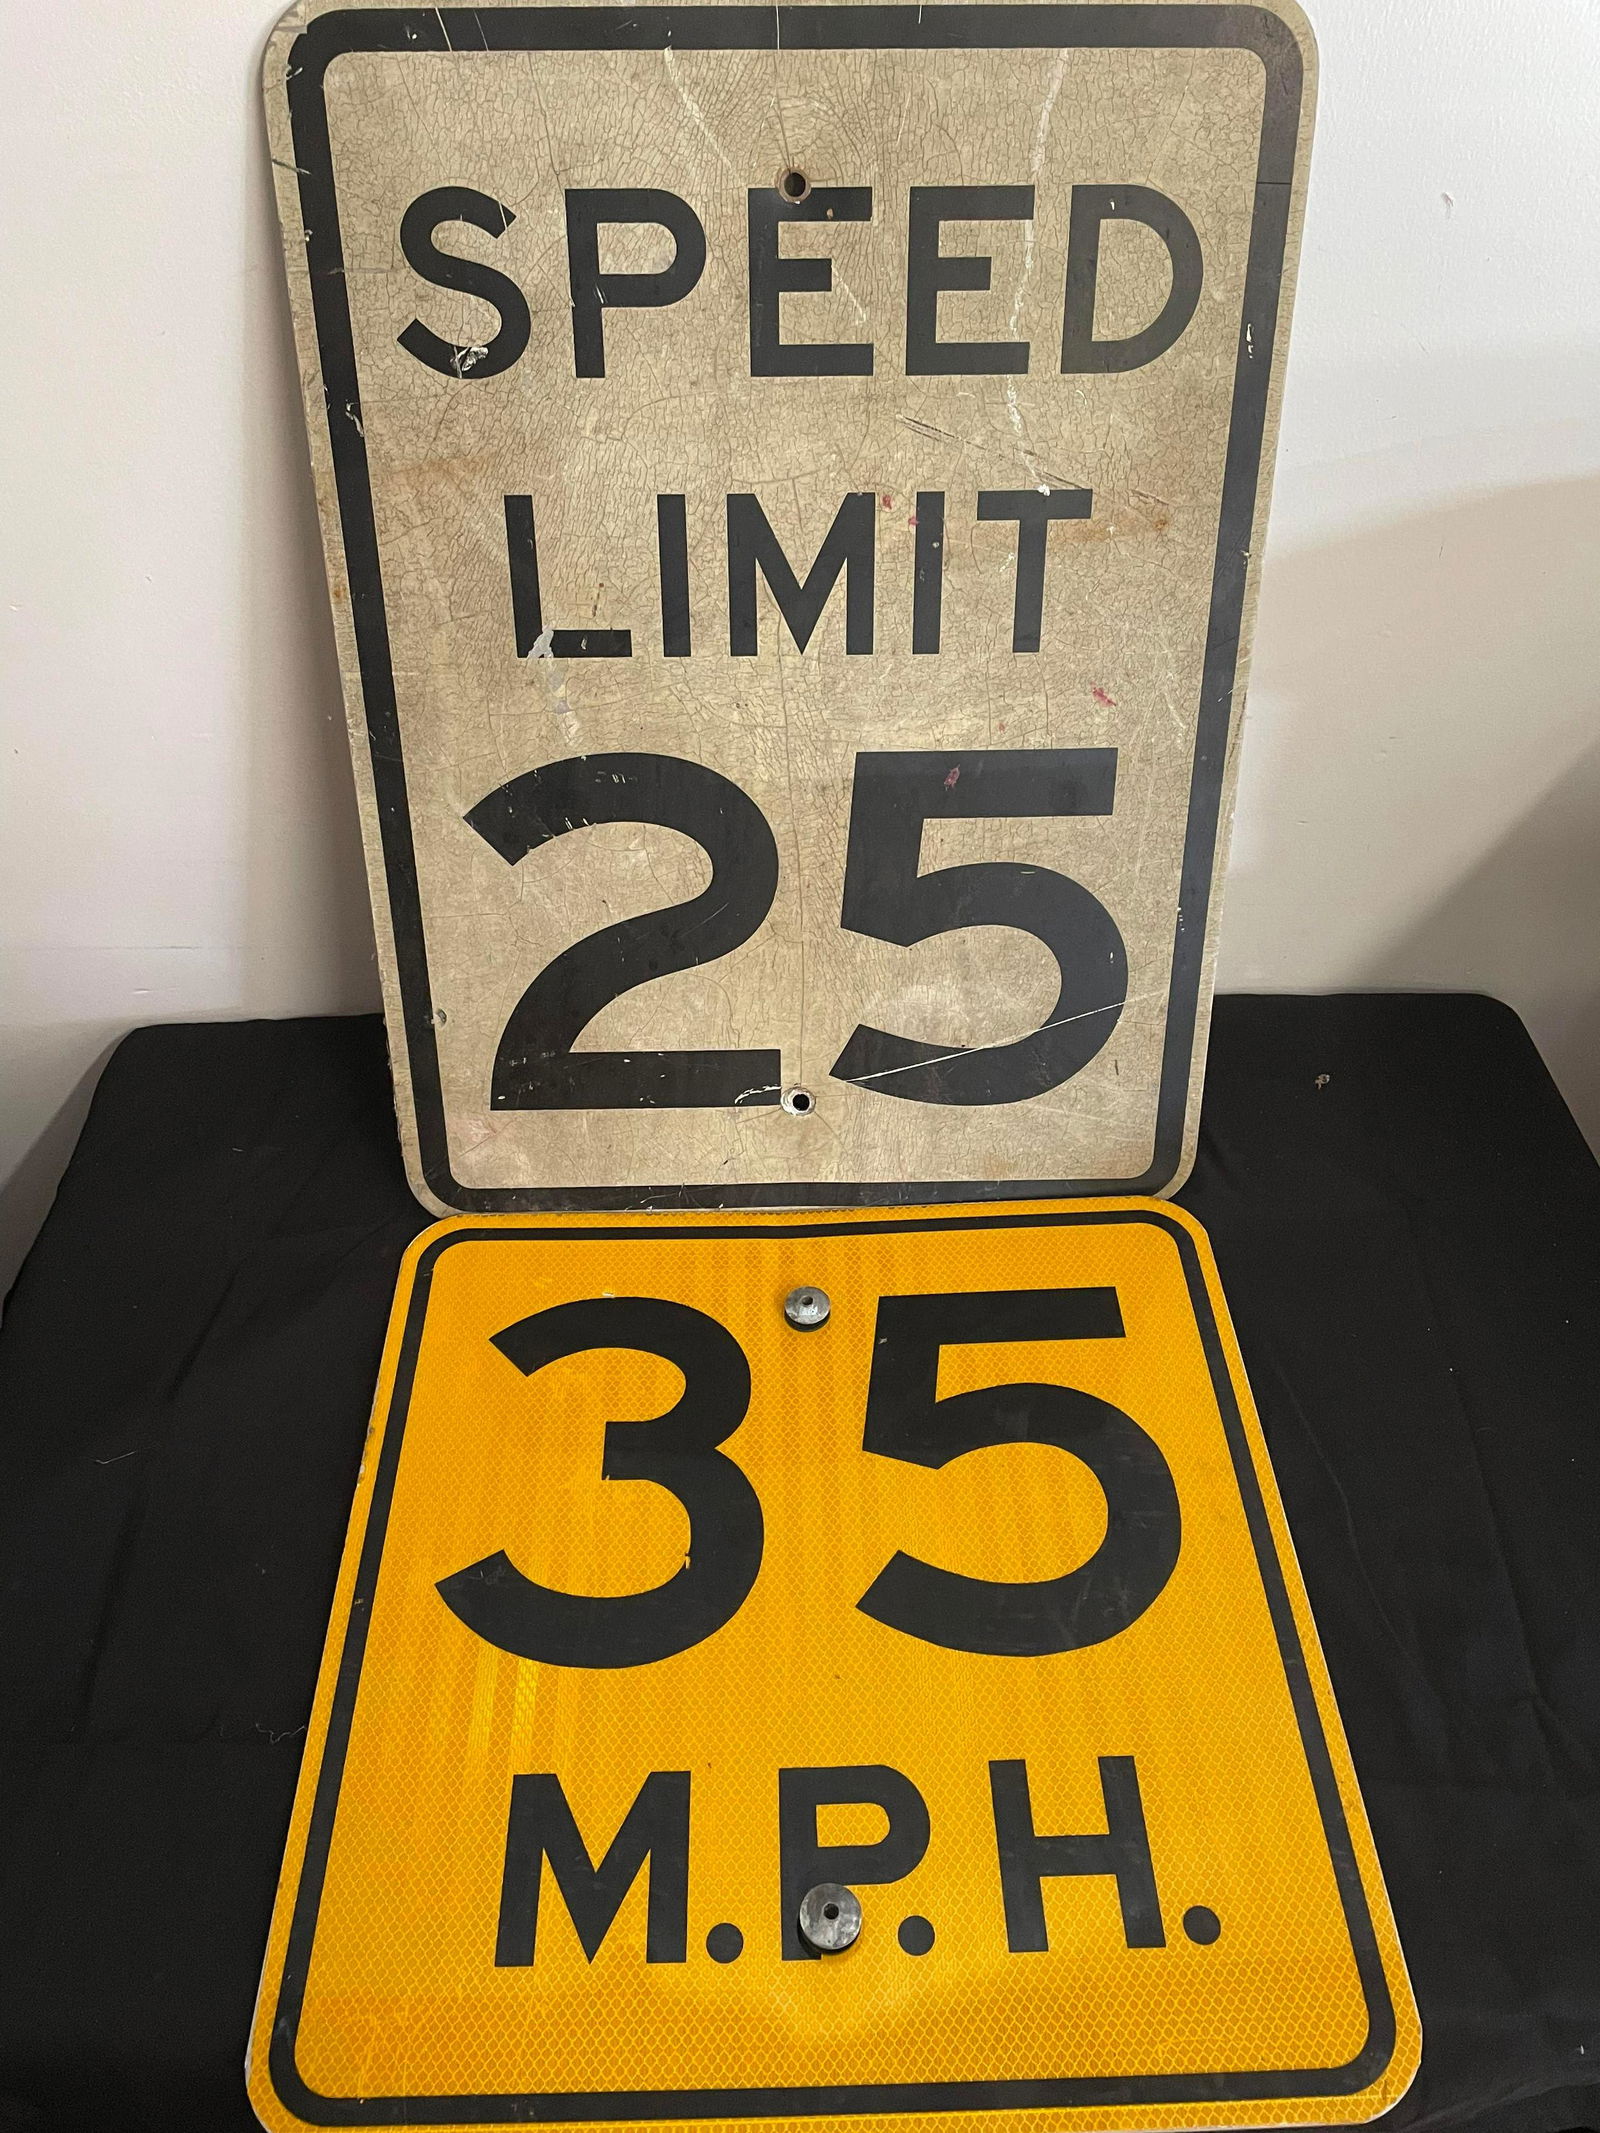 SPEED
LIMIT
25
35
M.P.H.